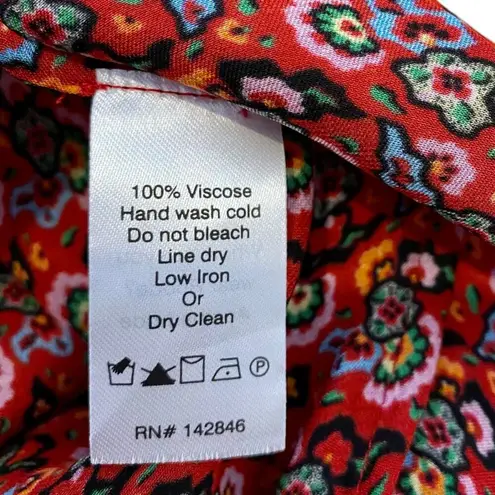 100% Viscose
Hand wash cold
Do not bleach
Line dry
Low Iron
Or
Dry Clean
P
RN# 142846